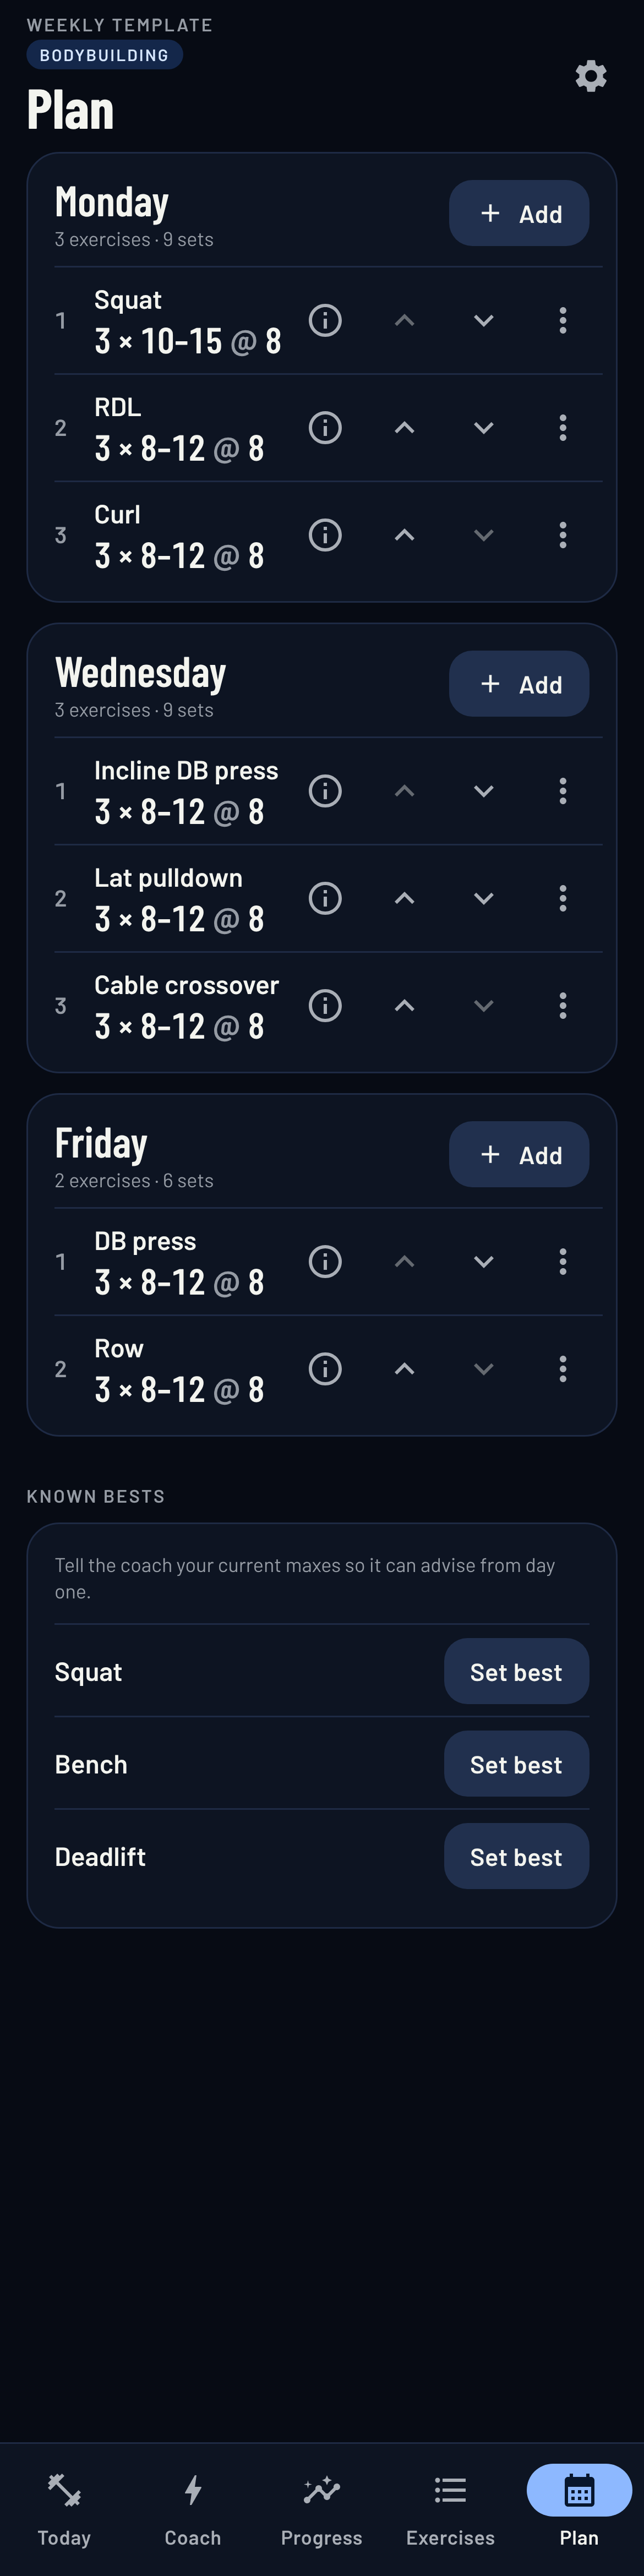 WEEKLY TEMPLATE
BODYBUILDING
Plan
Monday
3 exercises · 9 sets
+ Add
1
Squat
3 × 10–15 @ 8
2
RDL
3 × 8–12 @ 8
3
Curl
3 × 8–12 @ 8
Wednesday
3 exercises · 9 sets
+ Add
1
Incline DB press
3 × 8–12 @ 8
2
Lat pulldown
3 × 8–12 @ 8
3
Cable crossover
3 × 8–12 @ 8
Friday
2 exercises · 6 sets
+ Add
1
DB press
3 × 8–12 @ 8
2
Row
3 × 8–12 @ 8
KNOWN BESTS
Tell the coach your current maxes so it can advise from day
one.
Squat
Set best
Bench
Set best
Deadlift
Set best
Today
Coach
Progress
Exercises
Plan